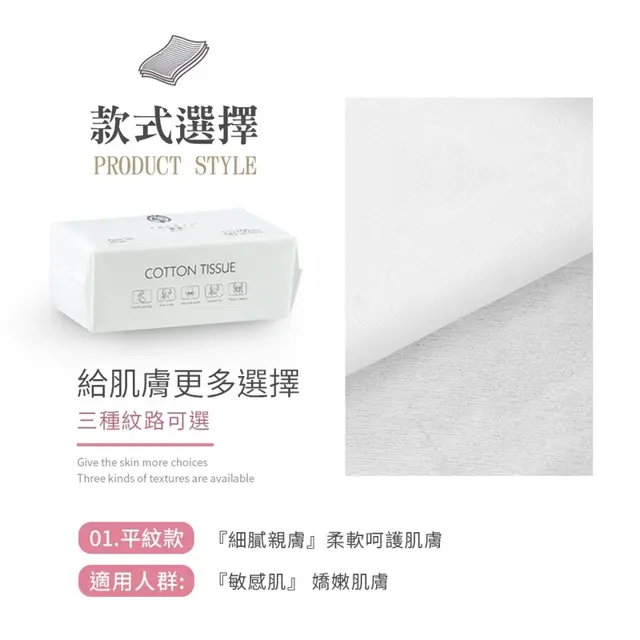 款式選擇
PRODUCT STYLE
COTTON TISSUE
給肌膚更多選擇
三種紋路可選
Give the skin more choices
Three kinds of textures are available
01.平紋款
『細膩親膚』柔軟呵護肌膚
適用人群:
『敏感肌』 嬌嫩肌膚